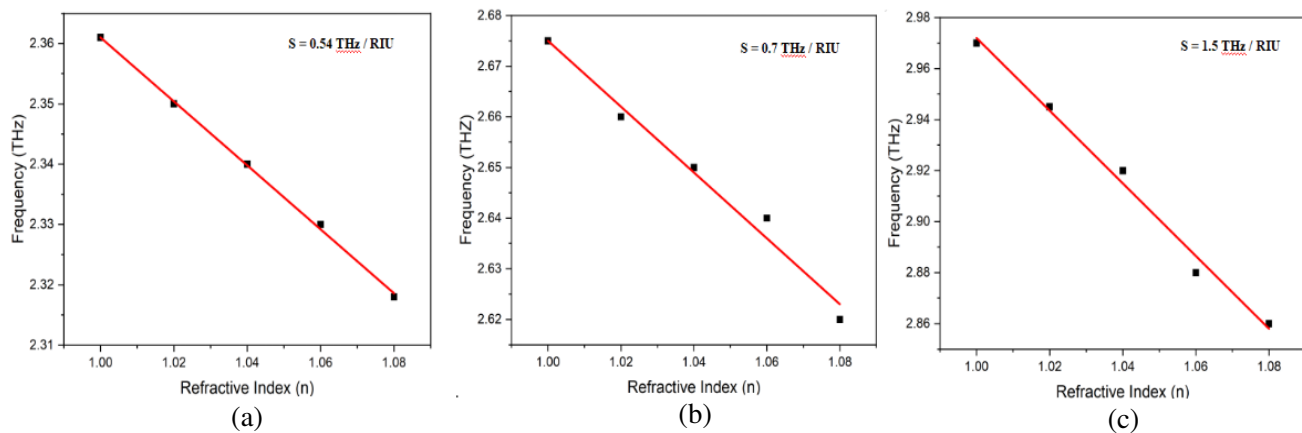 S = 0.54 THz / RIU
Frequency (THz)
2.36
2.35
2.34
2.33
2.32
2.31
1.00 1.02 1.04 1.06 1.08
Refractive Index (n)
(a)
S = 0.7 THz / RIU
Frequency (THZ)
2.68
2.67
2.66
2.65
2.64
2.63
2.62
1.00 1.02 1.04 1.06 1.08
Refractive Index (n)
(b)
S = 1.5 THz / RIU
Frequency (THz)
2.98
2.96
2.94
2.92
2.90
2.88
2.86
1.00 1.02 1.04 1.06 1.08
Refractive Index (n)
(c)